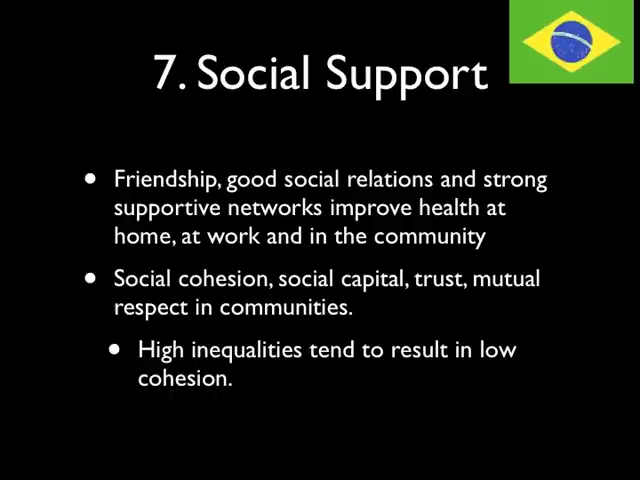 7. Social Support
• Friendship, good social relations and strong
supportive networks improve health at
home, at work and in the community
• Social cohesion, social capital, trust, mutual
respect in communities.
• High inequalities tend to result in low
cohesion.